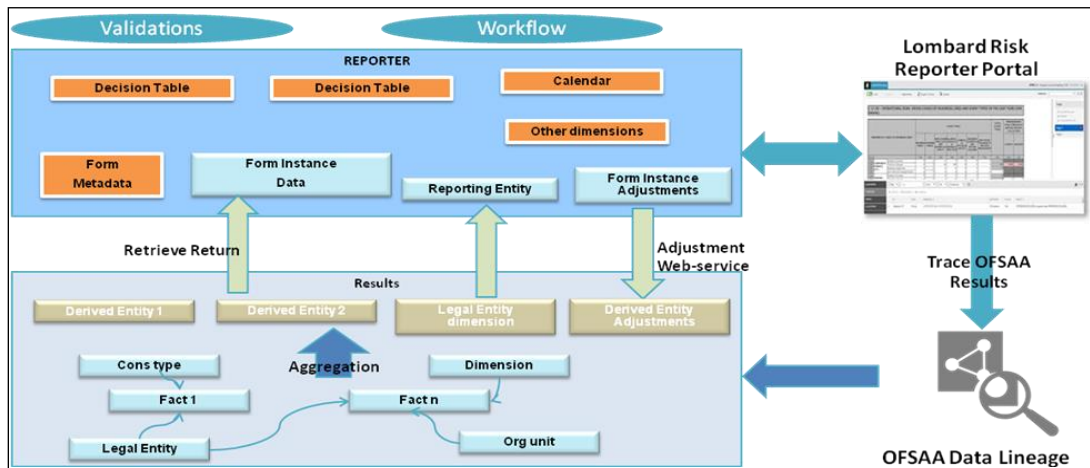 Validations
Workflow
Lombard Risk
Reporter Portal
REPORTER
Decision Table
Decision Table
Calendar
Other dimensions
Form
Metadata
Form Instance
Data
Reporting Entity
Form Instance
Adjustments
Retrieve Return
Adjustment
Web-service
Trace OFSAA
Results
Results
Derived Entity 1
Derived Entity 2
Legal Entity
dimension
Derived Entity
Adjustments
Cons type
Aggregation
Dimension
Fact 1
Fact n
Legal Entity
Org unit
OFSAA Data Lineage